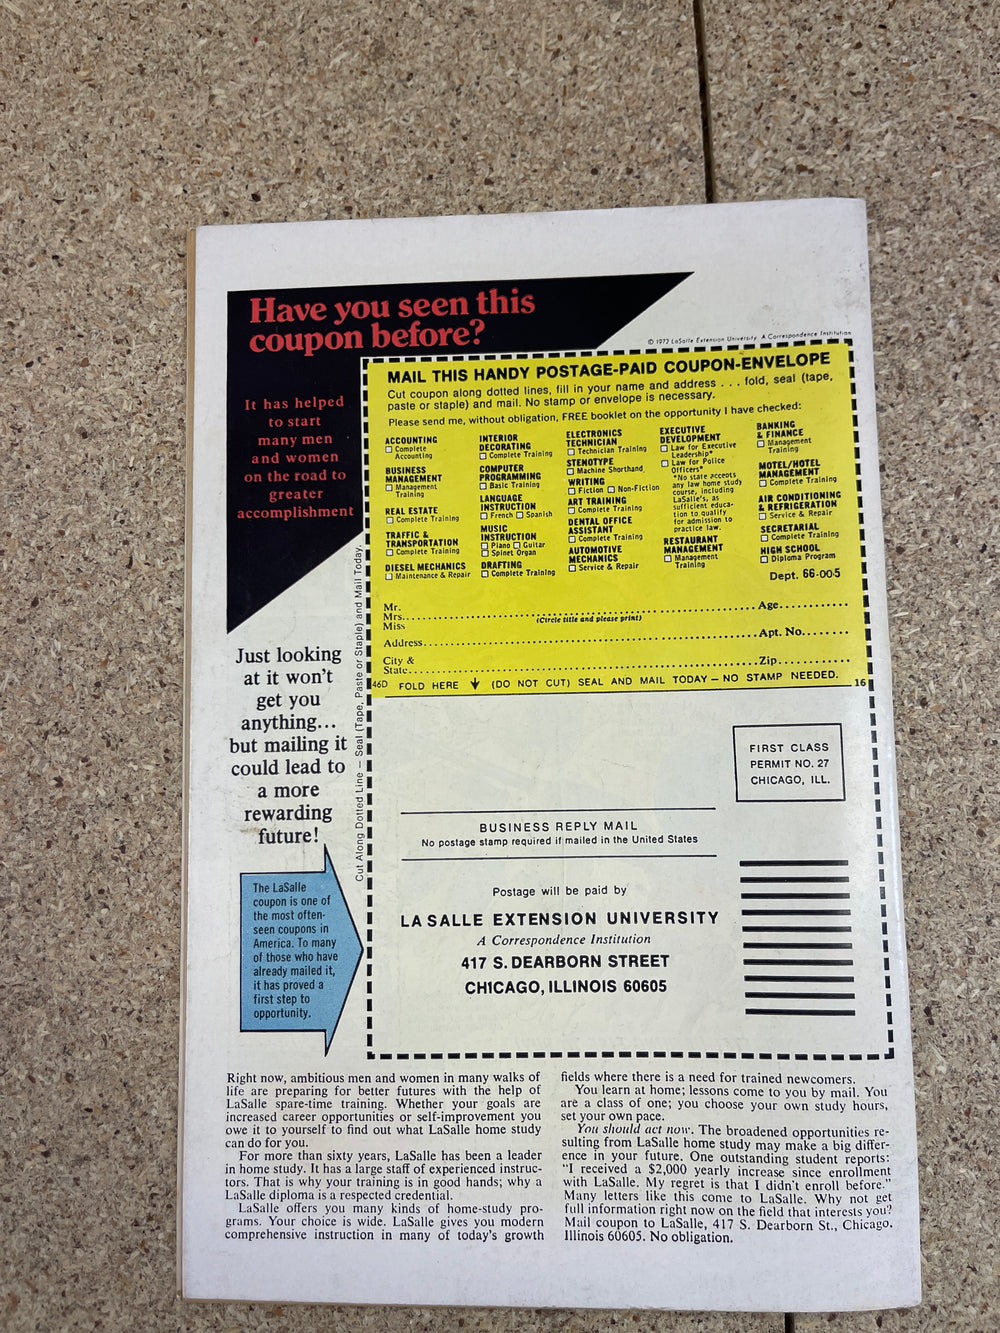 Have you seen this
coupon before?
It has helped
to start
many men
and women
on the road to
greater
accomplishment
© 1972 LaSalle Extension University A Correspondence Institution
MAIL THIS HANDY POSTAGE-PAID COUPON-ENVELOPE
Cut coupon along dotted lines, fill in your name and address . . . fold, seal (tape,
paste or staple) and mail. No stamp or envelope is necessary.
Please send me, without obligation, FREE booklet on the opportunity I have checked:
ACCOUNTING
☐ Complete
Accounting
BUSINESS
MANAGEMENT
☐ Management
Training
REAL ESTATE
☐ Complete Training
TRAFFIC &
TRANSPORTATION
☐ Complete Training
DIESEL MECHANICS
☐ Maintenance & Repair
INTERIOR
DECORATING
☐ Complete Training
COMPUTER
PROGRAMMING
☐ Basic Training
LANGUAGE
INSTRUCTION
☐ French ☐ Spanish
MUSIC
INSTRUCTION
☐ Piano ☐ Guitar
☐ Spinet Organ
DRAFTING
☐ Complete Training
ELECTRONICS
TECHNICIAN
☐ Technician Training
STENOTYPE
☐ Machine Shorthand
WRITING
☐ Fiction ☐ Non-Fiction
ART TRAINING
☐ Complete Training
DENTAL OFFICE
ASSISTANT
☐ Complete Training
AUTOMOTIVE
MECHANICS
☐ Service & Repair
EXECUTIVE
DEVELOPMENT
☐ Law for Executive
Leadership*
☐ Law for Police
Officers*
*No state accepts
any law home study
course, including
LaSalle's, as
sufficient educa-
tion to qualify
for admission to
practice law.
RESTAURANT
MANAGEMENT
☐ Management
Training
BANKING
& FINANCE
☐ Management
Training
MOTEL/HOTEL
MANAGEMENT
☐ Complete Training
AIR CONDITIONING
& REFRIGERATION
☐ Service & Repair
SECRETARIAL
☐ Complete Training
HIGH SCHOOL
☐ Diploma Program
Dept. 66-005
Mr.
Mrs. Age
Miss (Circle title and please print)
Address Apt. No.
City &
State Zip
46D FOLD HERE ↓ (DO NOT CUT) SEAL AND MAIL TODAY — NO STAMP NEEDED. 16
Cut Along Dotted Line — Seal (Tape, Paste or Staple) and Mail Today.
Just looking
at it won't
get you
anything...
but mailing it
could lead to
a more
rewarding
future!
The LaSalle
coupon is one of
the most often-
seen coupons in
America. To many
of those who have
already mailed it,
it has proved a
first step to
opportunity.
FIRST CLASS
PERMIT NO. 27
CHICAGO, ILL.
BUSINESS REPLY MAIL
No postage stamp required if mailed in the United States
Postage will be paid by
LA SALLE EXTENSION UNIVERSITY
A Correspondence Institution
417 S. DEARBORN STREET
CHICAGO, ILLINOIS 60605
Right now, ambitious men and women in many walks of
life are preparing for better futures with the help of
LaSalle spare-time training. Whether your goals are
increased career opportunities or self-improvement you
owe it to yourself to find out what LaSalle home study
can do for you.
For more than sixty years, LaSalle has been a leader
in home study. It has a large staff of experienced instruc-
tors. That is why your training is in good hands; why a
LaSalle diploma is a respected credential.
LaSalle offers you many kinds of home-study pro-
grams. Your choice is wide. LaSalle gives you modern
comprehensive instruction in many of today's growth
fields where there is a need for trained newcomers.
You learn at home; lessons come to you by mail. You
are a class of one; you choose your own study hours,
set your own pace.
You should act now. The broadened opportunities re-
sulting from LaSalle home study may make a big differ-
ence in your future. One outstanding student reports:
"I received a $2,000 yearly increase since enrollment
with LaSalle. My regret is that I didn't enroll before."
Many letters like this come to LaSalle. Why not get
full information right now on the field that interests you?
Mail coupon to LaSalle, 417 S. Dearborn St., Chicago.
Illinois 60605. No obligation.